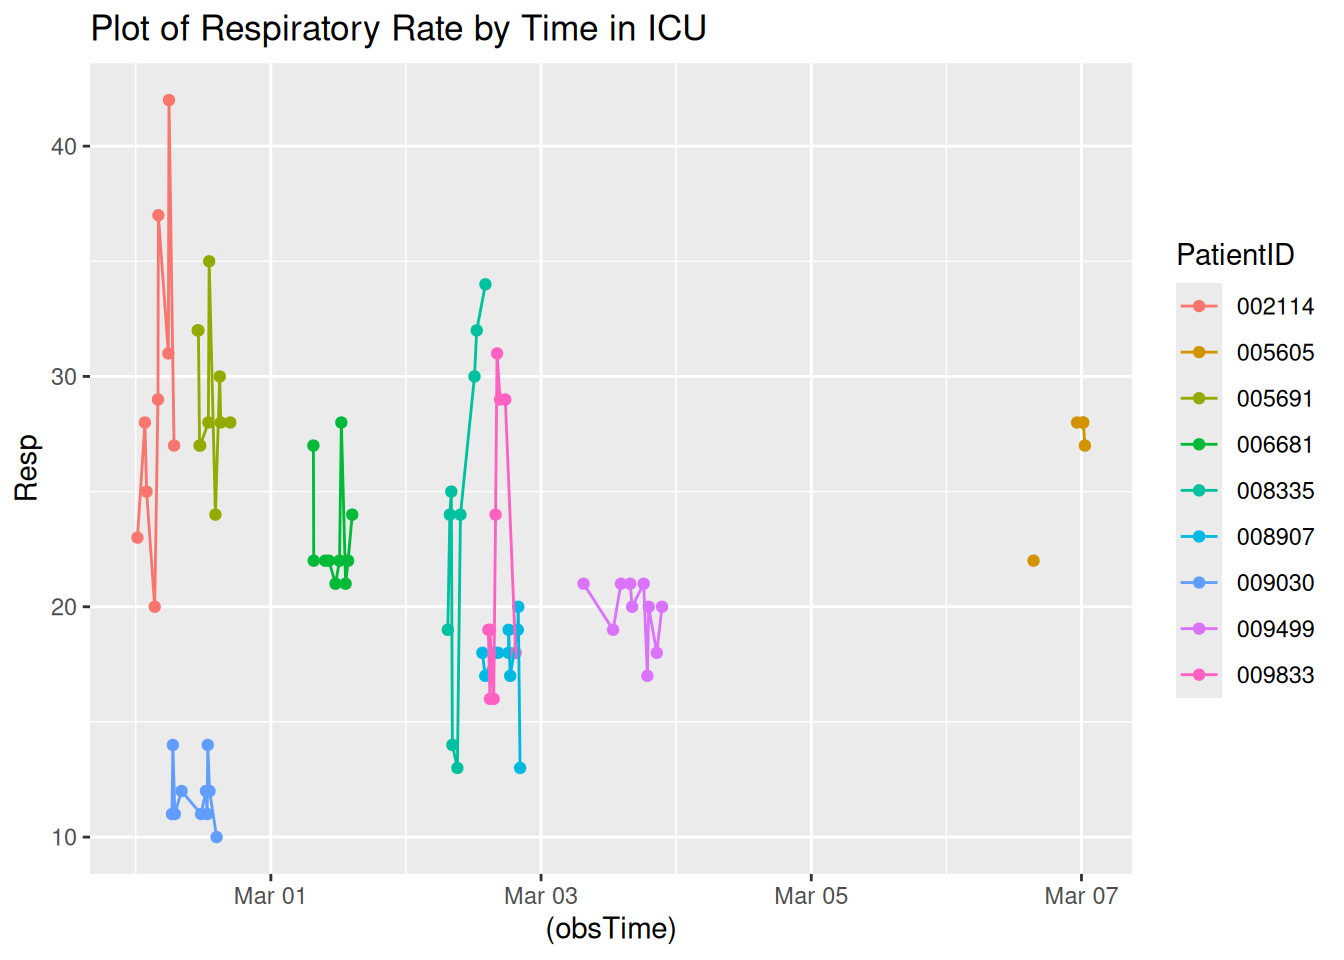 Plot of Respiratory Rate by Time in ICU
Resp
40
30
20
10
Mar 01
Mar 03
Mar 05
Mar 07
(obsTime)
PatientID
002114
005605
005691
006681
008335
008907
009030
009499
009833